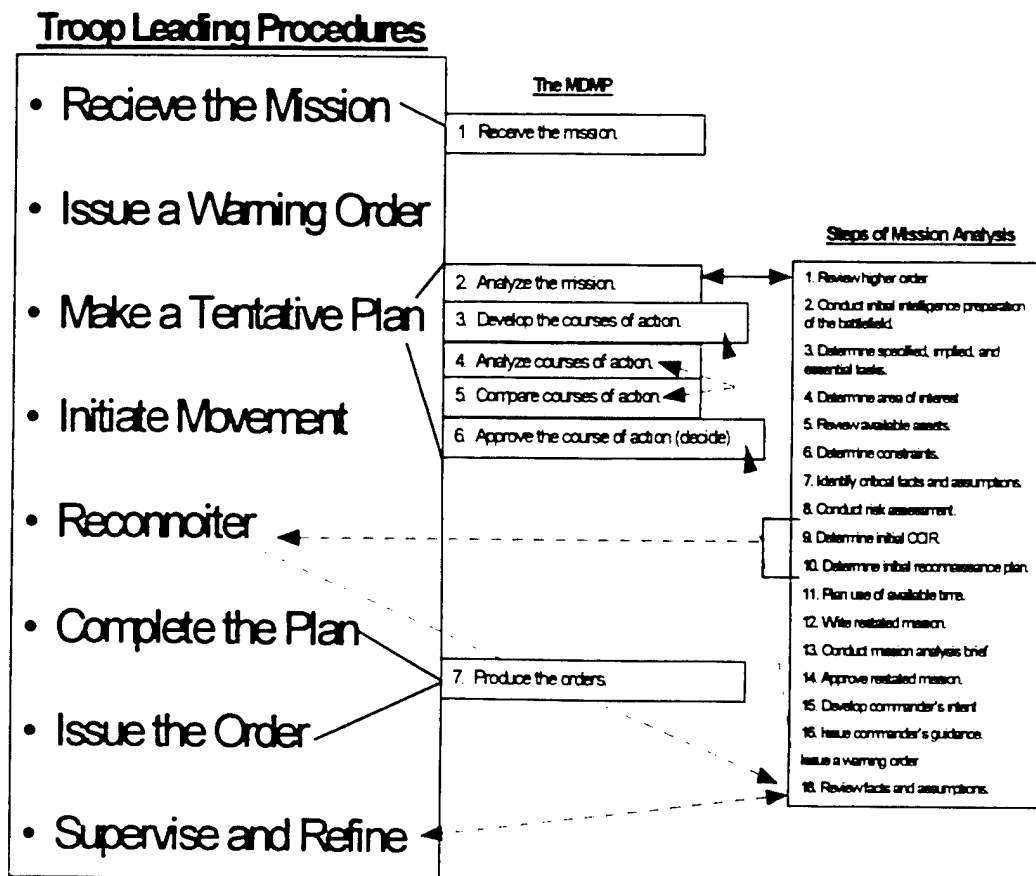 Troop Leading Procedures
• Recieve the Mission
• Issue a Warning Order
• Make a Tentative Plan
• Initiate Movement
• Reconnoiter
• Complete the Plan
• Issue the Order
• Supervise and Refine
The MDMP
1. Receive the mission.
2. Analyze the mission.
3. Develop the courses of action.
4. Analyze courses of action.
5. Compare courses of action.
6. Approve the course of action (decide)
7. Produce the orders.
Steps of Mission Analysis
1. Review higher order
2. Conduct initial intelligence preparation
of the battlefield.
3. Determine specified, implied, and
essential tasks.
4. Determine area of interest
5. Review available assets.
6. Determine constraints.
7. Identify critical facts and assumptions.
8. Conduct risk assessment.
9. Determine initial CCIR
10. Determine initial reconnaissance plan.
11. Plan use of available time.
12. Write restated mission.
13. Conduct mission analysis brief
14. Approve restated mission.
15. Develop commander's intent
16. Issue commander's guidance.
Issue a warning order
18. Review facts and assumptions.